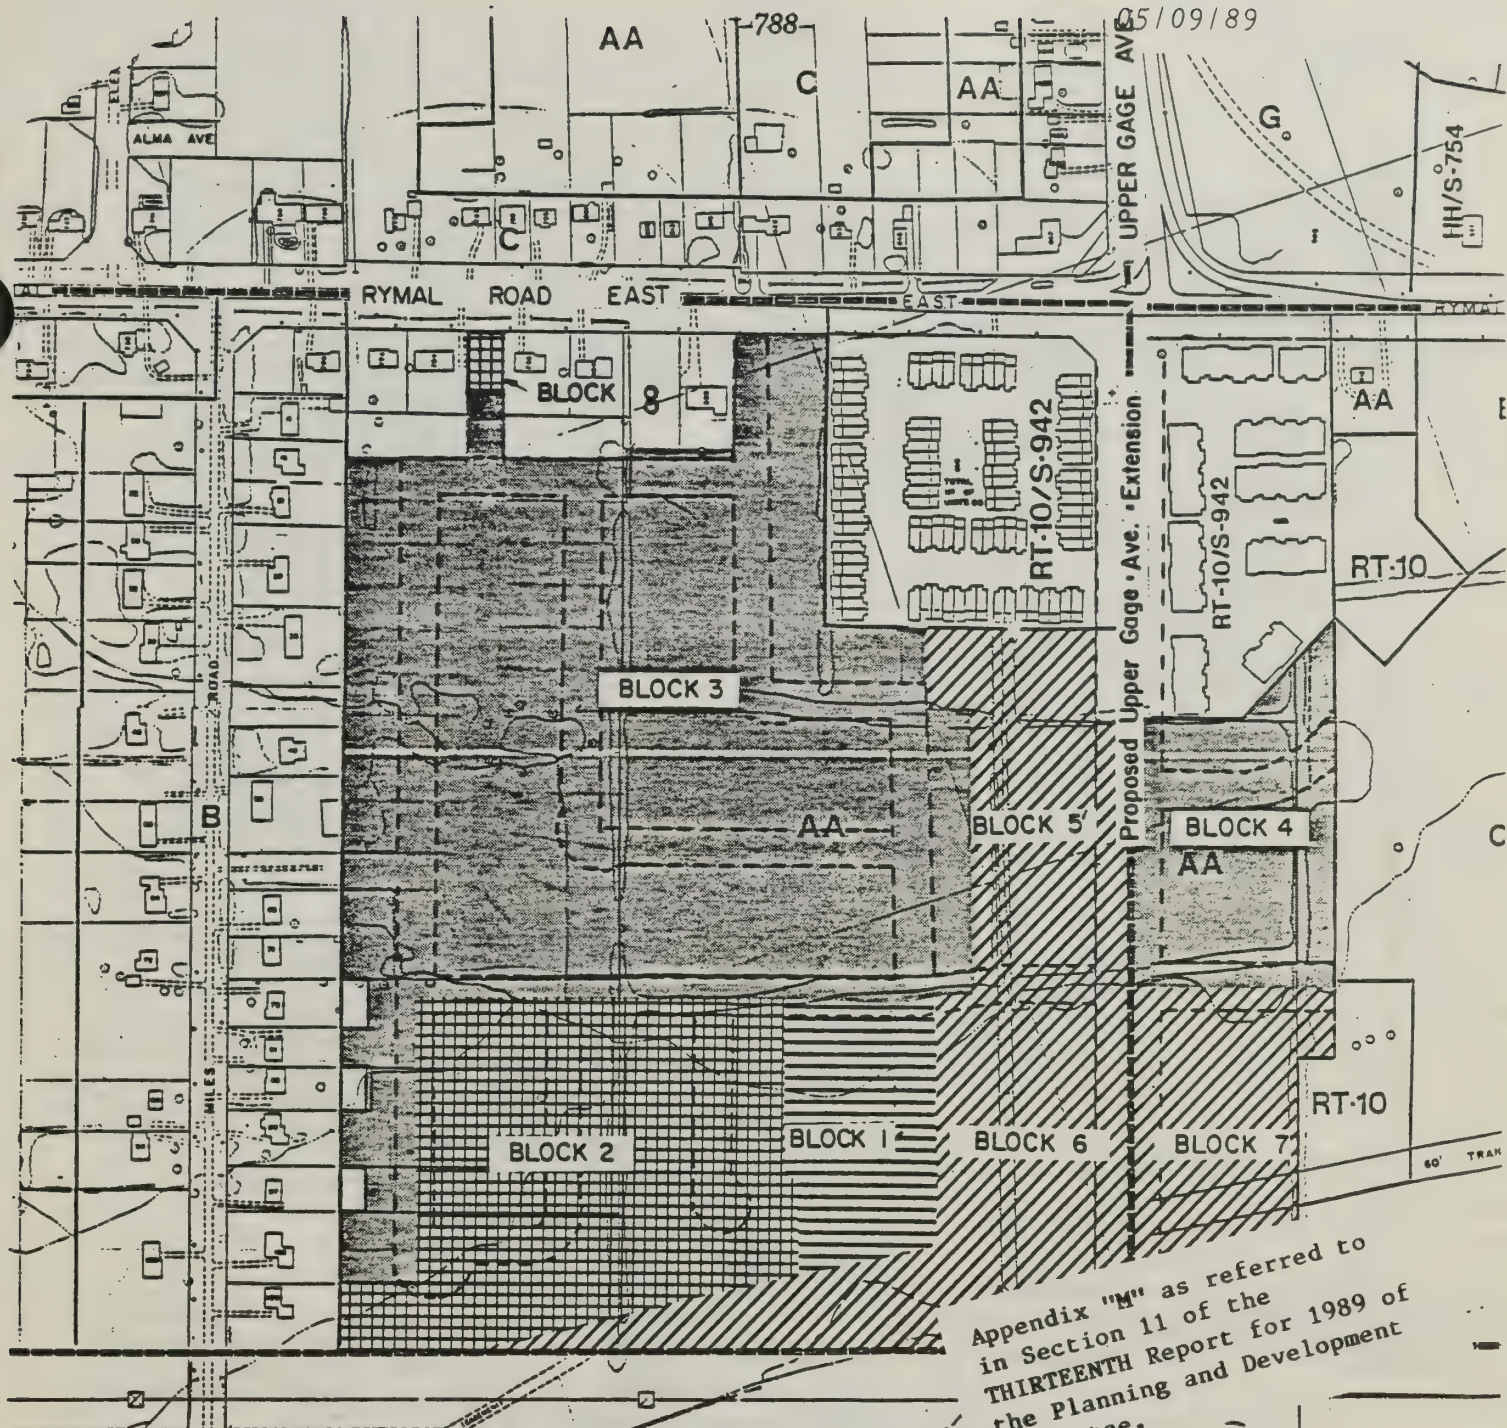 05/09/89
AA
788
C
AA
UPPER GAGE AVE
G
HH/S-754
ALMA AVE
C
RYMAL ROAD EAST
EAST
RYMAL
BLOCK 8
AA
RT-10/S-942
Proposed Upper Gage Ave. Extension
RT-10/S-942
RT-10
BLOCK 3
ROAD
B
AA
BLOCK 5
BLOCK 4
AA
C
MILES
BLOCK 2
BLOCK 1
BLOCK 6
BLOCK 7
RT-10
60' TRAN
Appendix "M" as referred to
in Section 11 of the
THIRTEENTH Report for 1989 of
the Planning and Development